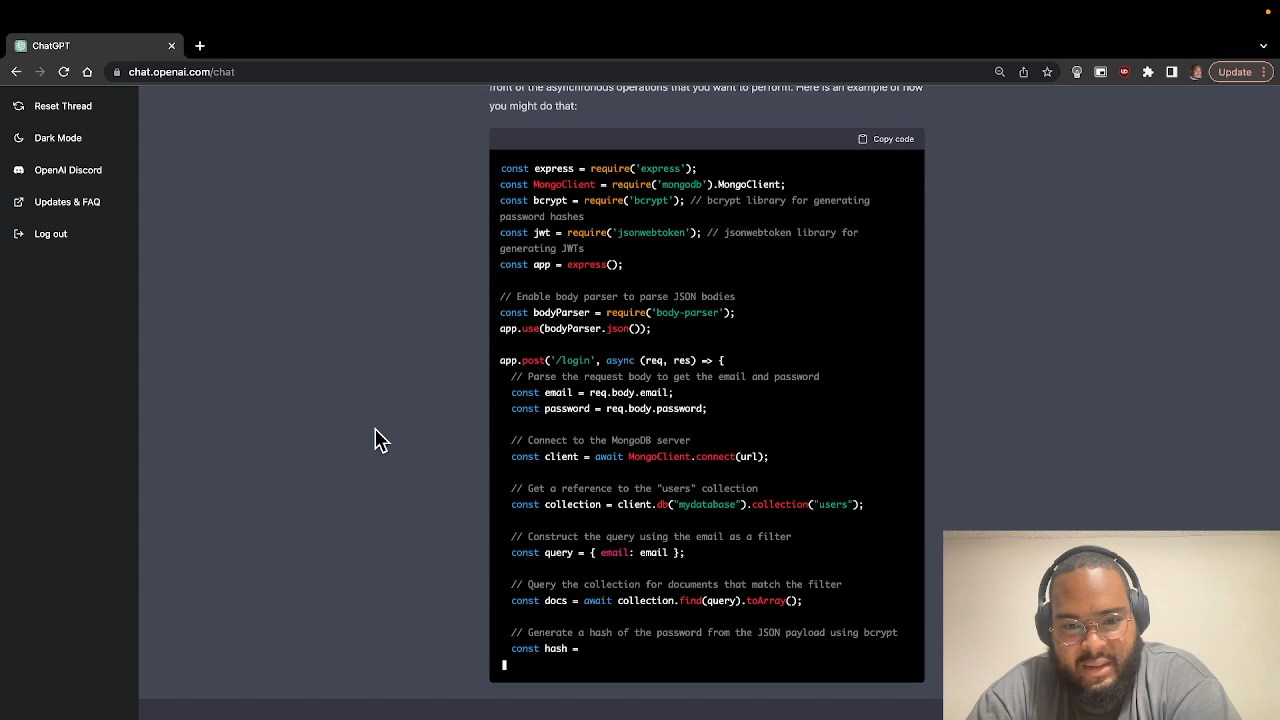 ChatGPT
chat.openai.com/chat
Update
Reset Thread
Dark Mode
OpenAI Discord
Updates & FAQ
Log out
front of the asynchronous operations that you want to perform. Here is an example of how
you might do that:
Copy code
const express = require('express');
const MongoClient = require('mongodb').MongoClient;
const bcrypt = require('bcrypt'); // bcrypt library for generating
password hashes
const jwt = require('jsonwebtoken'); // jsonwebtoken library for
generating JWTs
const app = express();
// Enable body parser to parse JSON bodies
const bodyParser = require('body-parser');
app.use(bodyParser.json());
app.post('/login', async (req, res) => {
// Parse the request body to get the email and password
const email = req.body.email;
const password = req.body.password;
// Connect to the MongoDB server
const client = await MongoClient.connect(url);
// Get a reference to the "users" collection
const collection = client.db("mydatabase").collection("users");
// Construct the query using the email as a filter
const query = { email: email };
// Query the collection for documents that match the filter
const docs = await collection.find(query).toArray();
// Generate a hash of the password from the JSON payload using bcrypt
const hash =